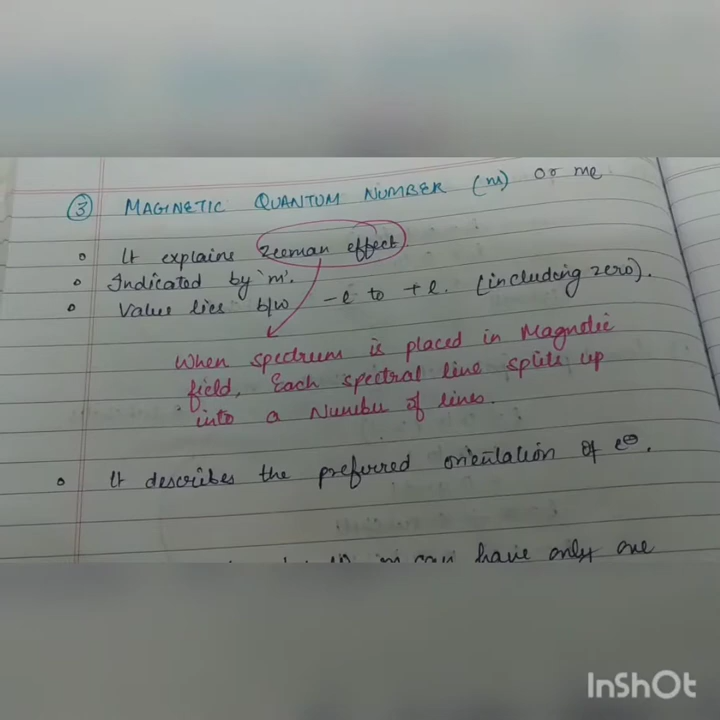 ③ MAGINETIC QUANTUM NUMBER (m) or me
• It explains zeeman effect
• Indicated by 'm'.
• Value lies b/w -l to +l. (including zero).
When spectrum is placed in Magnetic
field, Each spectral line splits up
into a Number of lines.
• It describes the preferred orientation of e⊖.
m can have only one
InShOt